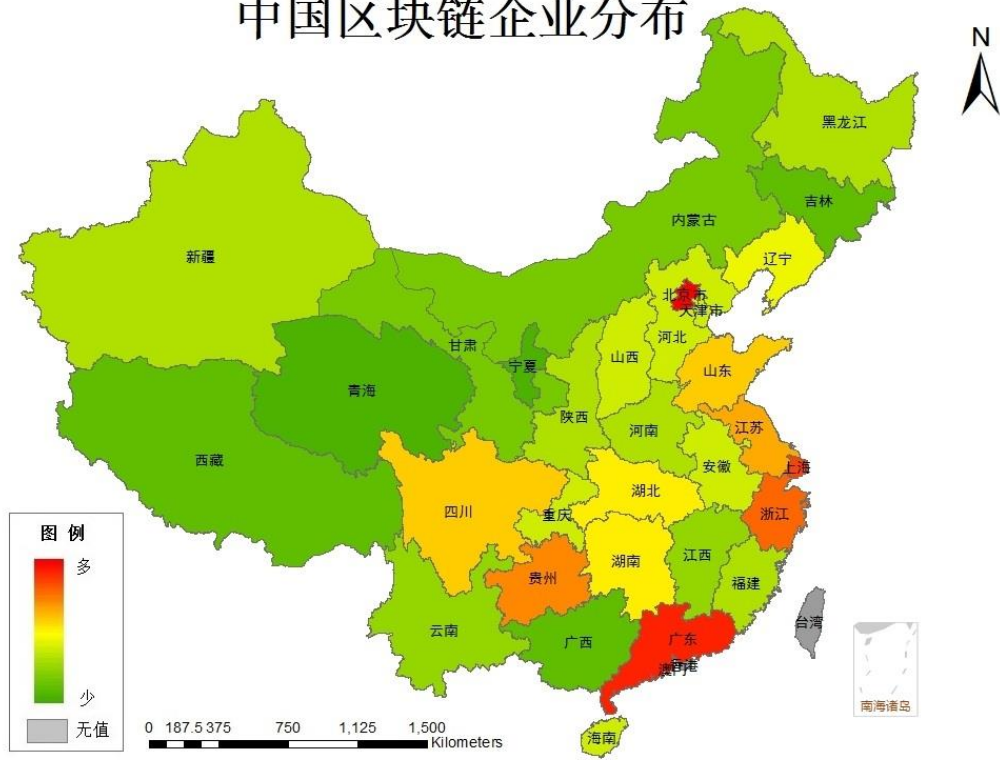 中国区块链企业分布
N
黑龙江
吉林
内蒙古
新疆
辽宁
北京市
天津市
河北
甘肃
宁夏
山西
山东
青海
陕西
河南
江苏
西藏
安徽
上海
湖北
四川
重庆
浙江
湖南
江西
贵州
福建
云南
广西
广东
台湾
香港
澳门
南海诸岛
海南
图 例
多
少
无值
0 187.5 375 750 1,125 1,500
Kilometers